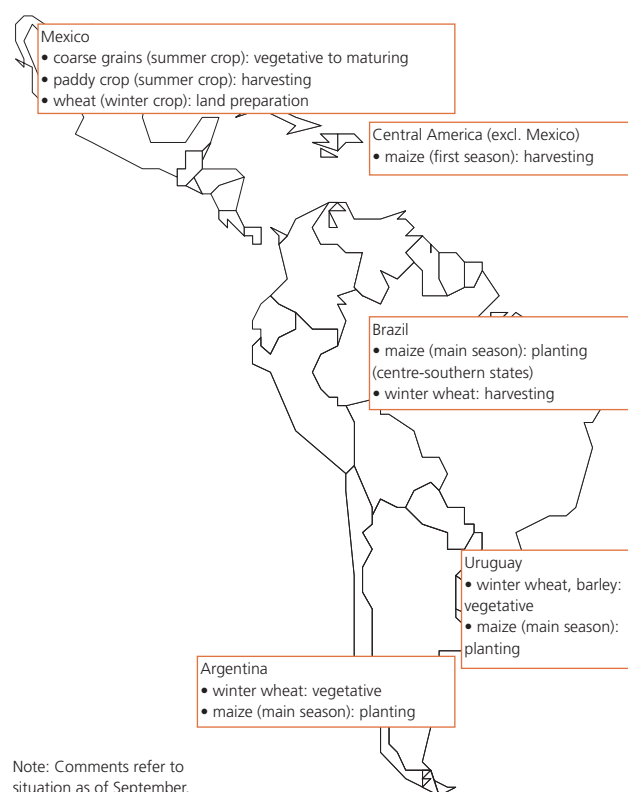 Mexico
• coarse grains (summer crop): vegetative to maturing
• paddy crop (summer crop): harvesting
• wheat (winter crop): land preparation
Central America (excl. Mexico)
• maize (first season): harvesting
Brazil
• maize (main season): planting
(centre-southern states)
• winter wheat: harvesting
Uruguay
• winter wheat, barley:
vegetative
• maize (main season):
planting
Argentina
• winter wheat: vegetative
• maize (main season): planting
Note: Comments refer to
situation as of September.